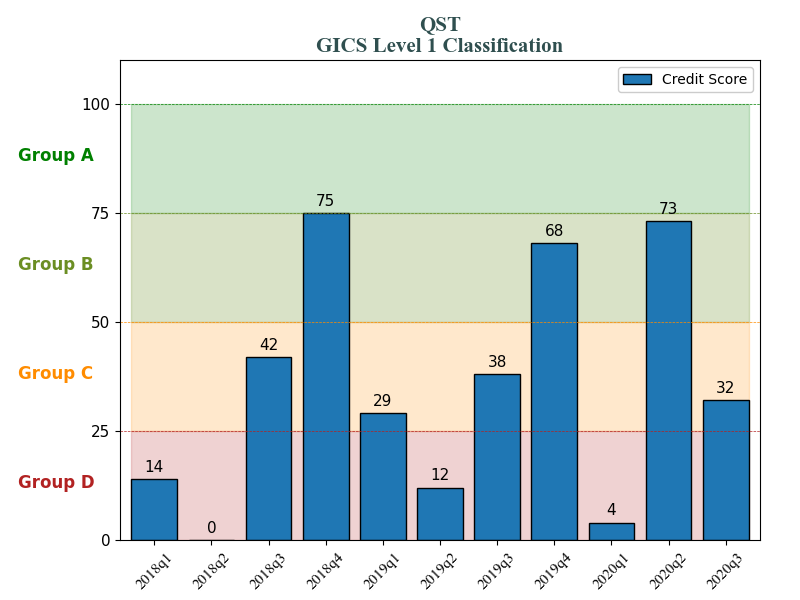 QST
GICS Level 1 Classification
Credit Score
100
Group A
75
75
73
68
Group B
50
42
38
Group C
32
29
25
14
12
Group D
4
0
0
2018q1 2018q2 2018q3 2018q4 2019q1 2019q2 2019q3 2019q4 2020q1 2020q2 2020q3